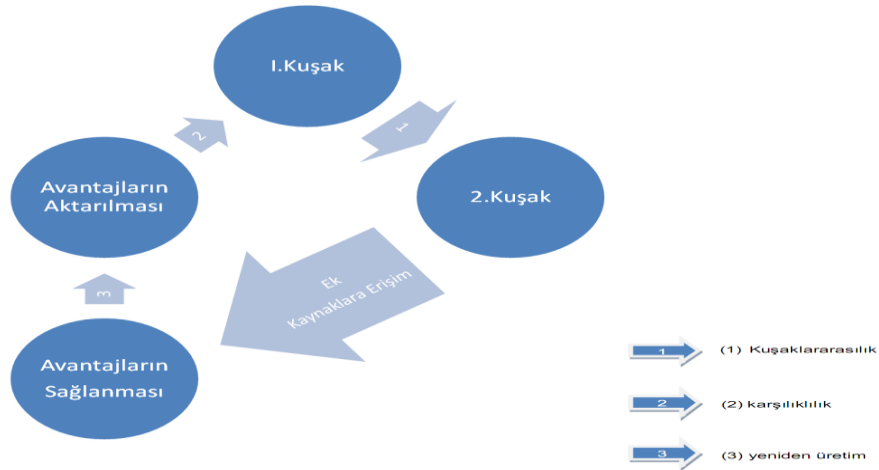 I.Kuşak
1
2.Kuşak
Ek
Kaynaklara Erişim
Avantajların
Sağlanması
3
Avantajların
Aktarılması
2
1 (1) Kuşaklararasılık
2 (2) karşılıklılık
3 (3) yeniden üretim